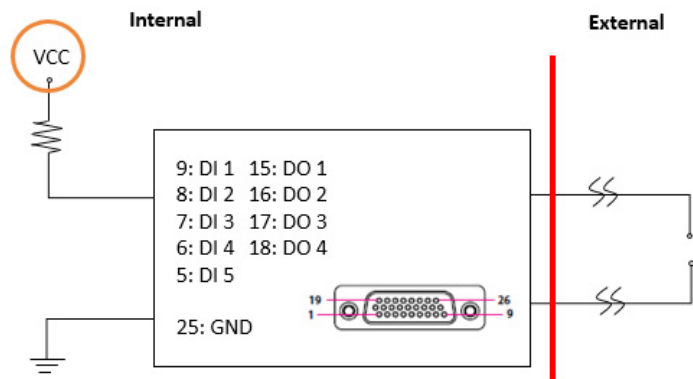 Internal
External
VCC
9: DI 1 15: DO 1
8: DI 2 16: DO 2
7: DI 3 17: DO 3
6: DI 4 18: DO 4
5: DI 5
19 26
1 9
25: GND